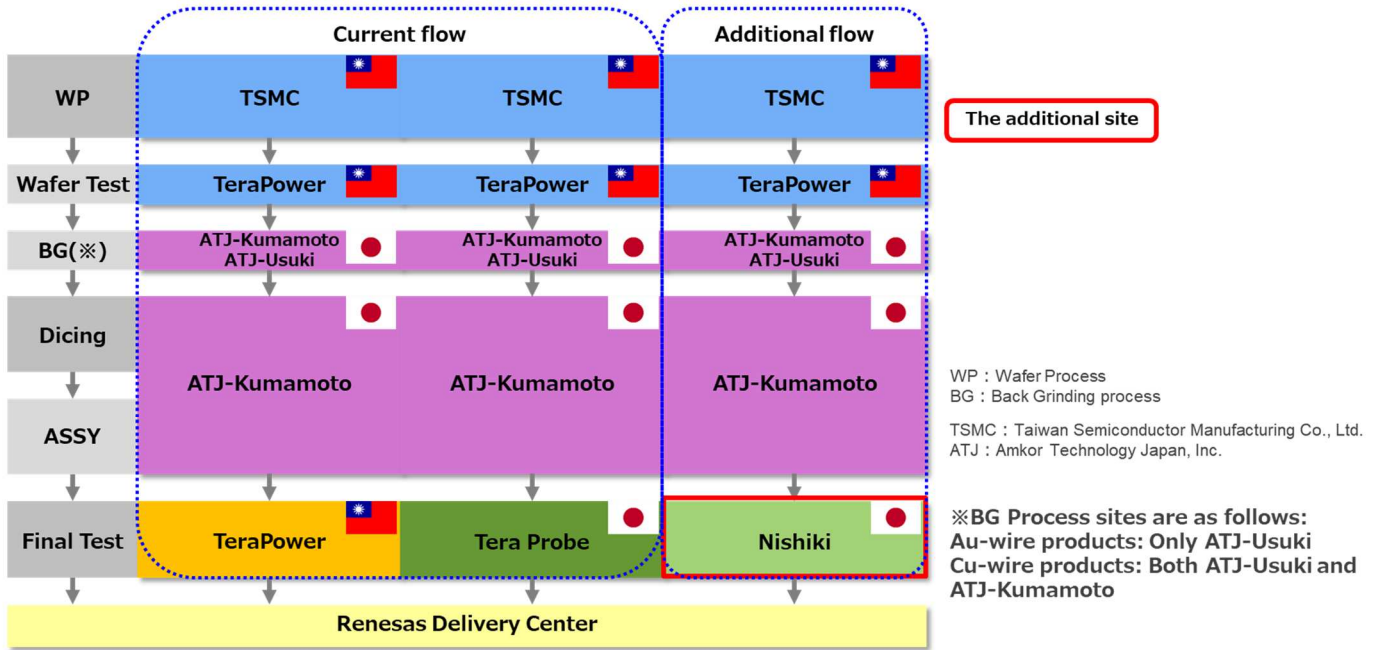 Current flow
Additional flow
WP
TSMC
TSMC
TSMC
The additional site
Wafer Test
TeraPower
TeraPower
TeraPower
BG(※)
ATJ-Kumamoto
ATJ-Usuki
ATJ-Kumamoto
ATJ-Usuki
ATJ-Kumamoto
ATJ-Usuki
Dicing
ASSY
ATJ-Kumamoto
ATJ-Kumamoto
ATJ-Kumamoto
WP：Wafer Process
BG：Back Grinding process
TSMC：Taiwan Semiconductor Manufacturing Co., Ltd.
ATJ：Amkor Technology Japan, Inc.
Final Test
TeraPower
Tera Probe
Nishiki
※BG Process sites are as follows:
Au-wire products: Only ATJ-Usuki
Cu-wire products: Both ATJ-Usuki and
ATJ-Kumamoto
Renesas Delivery Center